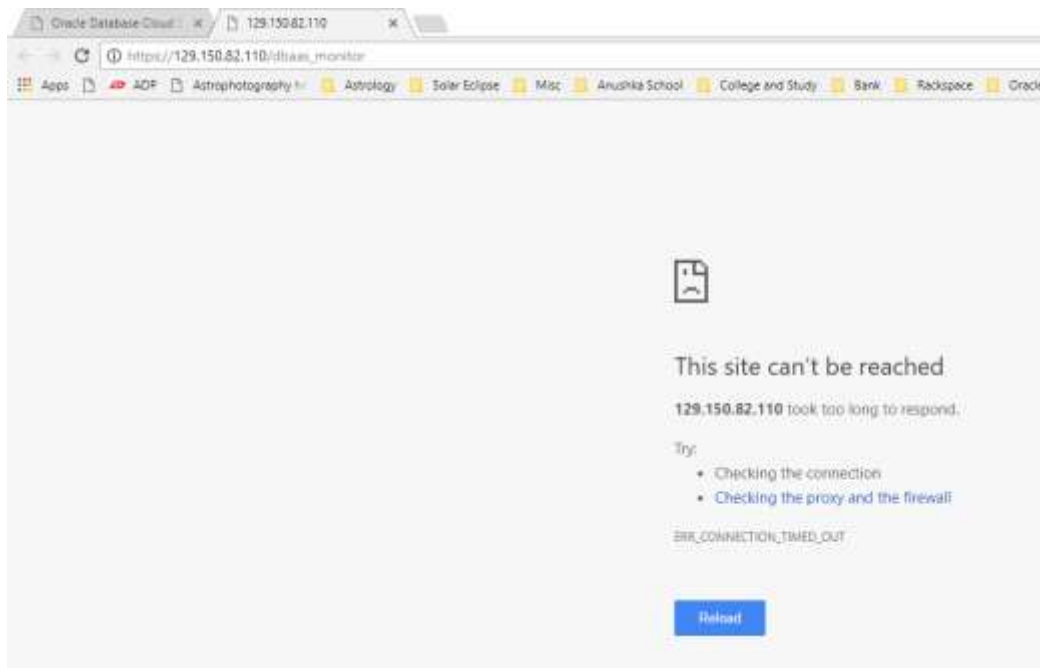 Oracle Database Cloud
129.150.82.110
https://129.150.82.110/dbaas_monitor
Apps ADP Astrophotography Astrology Solar Eclipse Misc Anushka School College and Study Bank Rackspace Oracle
This site can't be reached
129.150.82.110 took too long to respond.
Try:
• Checking the connection
• Checking the proxy and the firewall
ERR_CONNECTION_TIMED_OUT
Reload